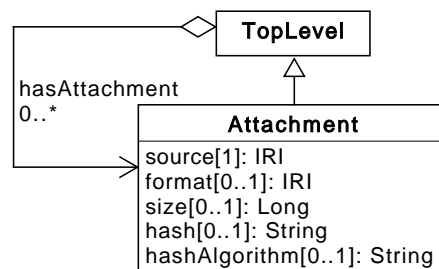 TopLevel
hasAttachment
0..*
Attachment
source[1]: IRI
format[0..1]: IRI
size[0..1]: Long
hash[0..1]: String
hashAlgorithm[0..1]: String